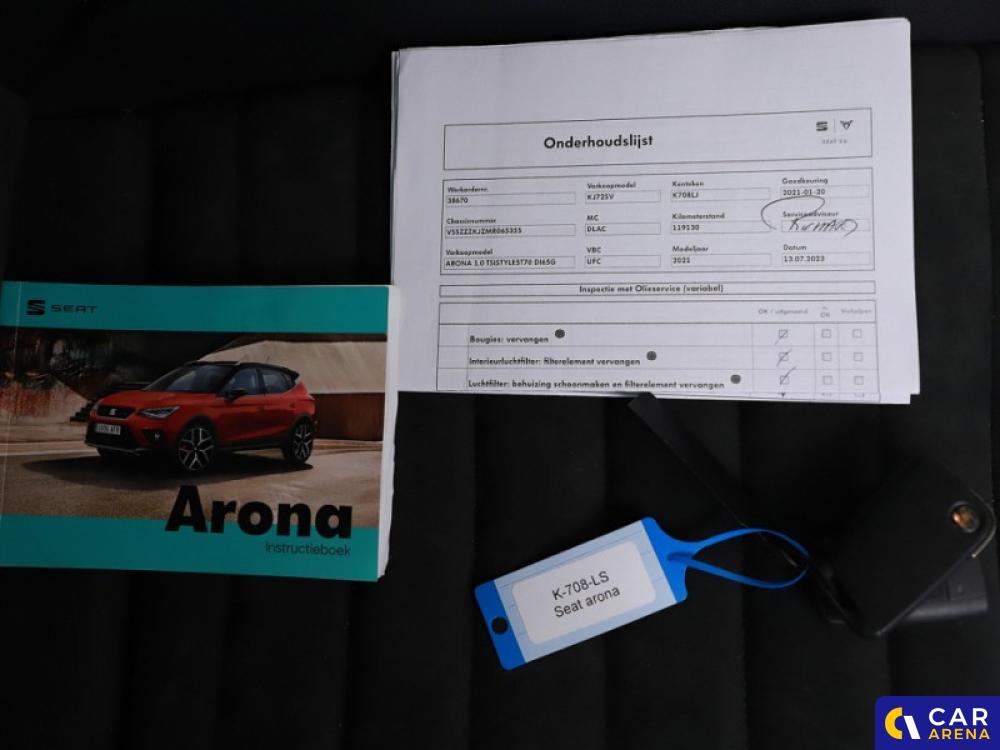 Onderhoudslijst
SEAT S.A.
Werkordernr. Verkoopmodel Kenteken Goedkeuring
38670 KJ72SV K708LJ 2021-01-20
Chassisnummer MC Kilometerstand Serviceadviseur
VSSZZZKJZMR065355 DLAC 119130
Verkoopmodel VBC Modeljaar Datum
ARONA 1.0 TSISTYLEST70 DI65G UFC 2021 13.07.2023
Inspectie met Olieservice (variabel)
OK / uitgevoerd OK Verholpen
Bougies: vervangen
Interieurluchtfilter: filterelement vervangen
Luchtfilter: behuizing schoonmaken en filterelement vervangen
SEAT
Arona
Instructieboek
K-708-LS
Seat arona
CAR
ARENA